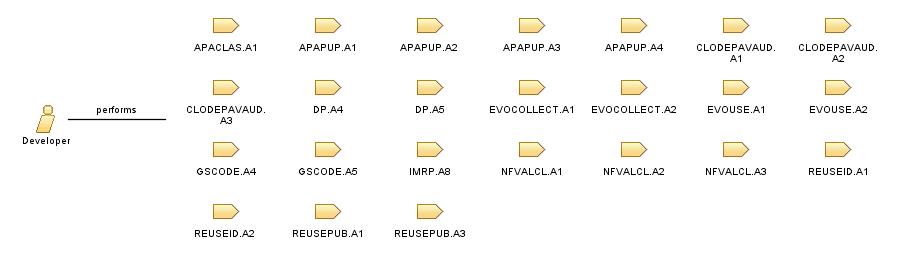 APACLAS.A1 APAPUP.A1 APAPUP.A2 APAPUP.A3 APAPUP.A4 CLODEPAVAUD. CLODEPAVAUD.
A1 A2
performs CLODEPAVAUD. DP.A4 DP.A5 EVOCOLLECT.A1 EVOCOLLECT.A2 EVOUSE.A1 EVOUSE.A2
A3
Developer
GSCODE.A4 GSCODE.A5 IMRP.A8 NFVALCL.A1 NFVALCL.A2 NFVALCL.A3 REUSEID.A1
REUSEID.A2 REUSEPUB.A1 REUSEPUB.A3